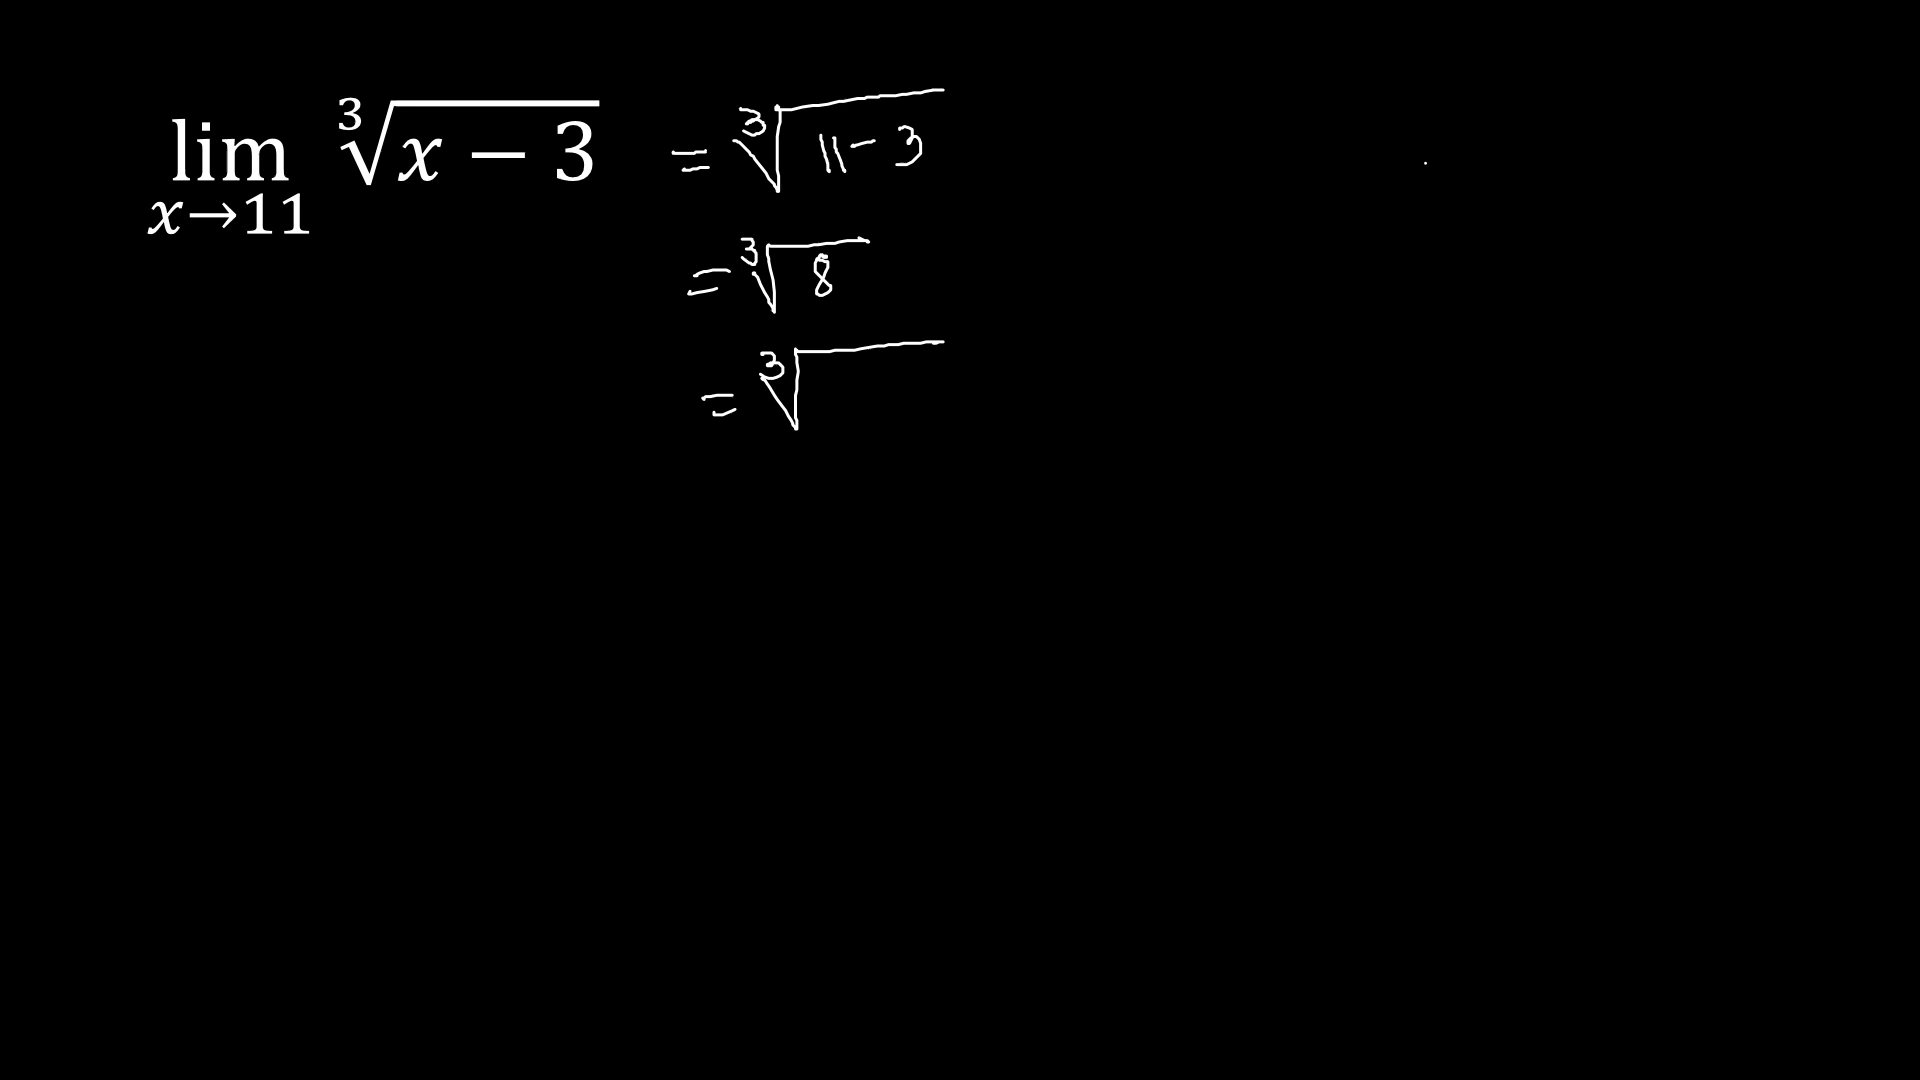 lim x→11 ∛(x − 3) = ∛(11 - 3)
= ∛8
= ∛